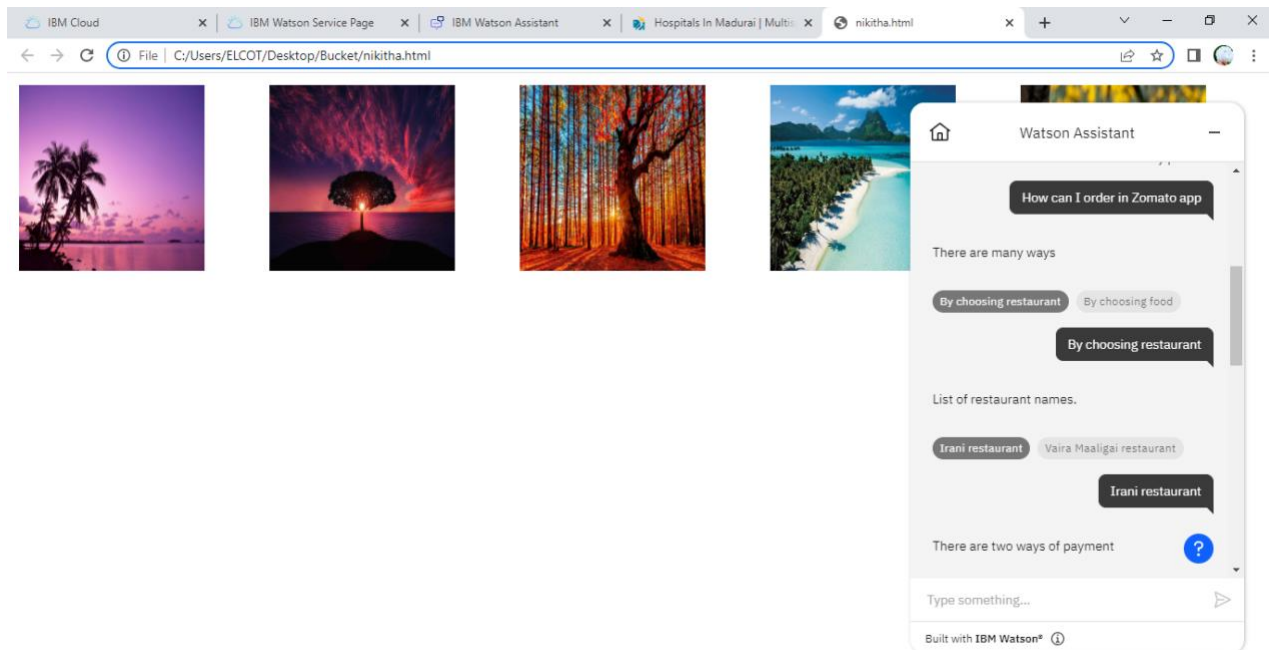 IBM Cloud
IBM Watson Service Page
IBM Watson Assistant
Hospitals In Madurai | Multis
nikitha.html
File | C:/Users/ELCOT/Desktop/Bucket/nikitha.html
Watson Assistant
How can I order in Zomato app
There are many ways
By choosing restaurant By choosing food
By choosing restaurant
List of restaurant names.
Irani restaurant Vaira Maaligai restaurant
Irani restaurant
There are two ways of payment
?
Type something...
Built with IBM Watson®